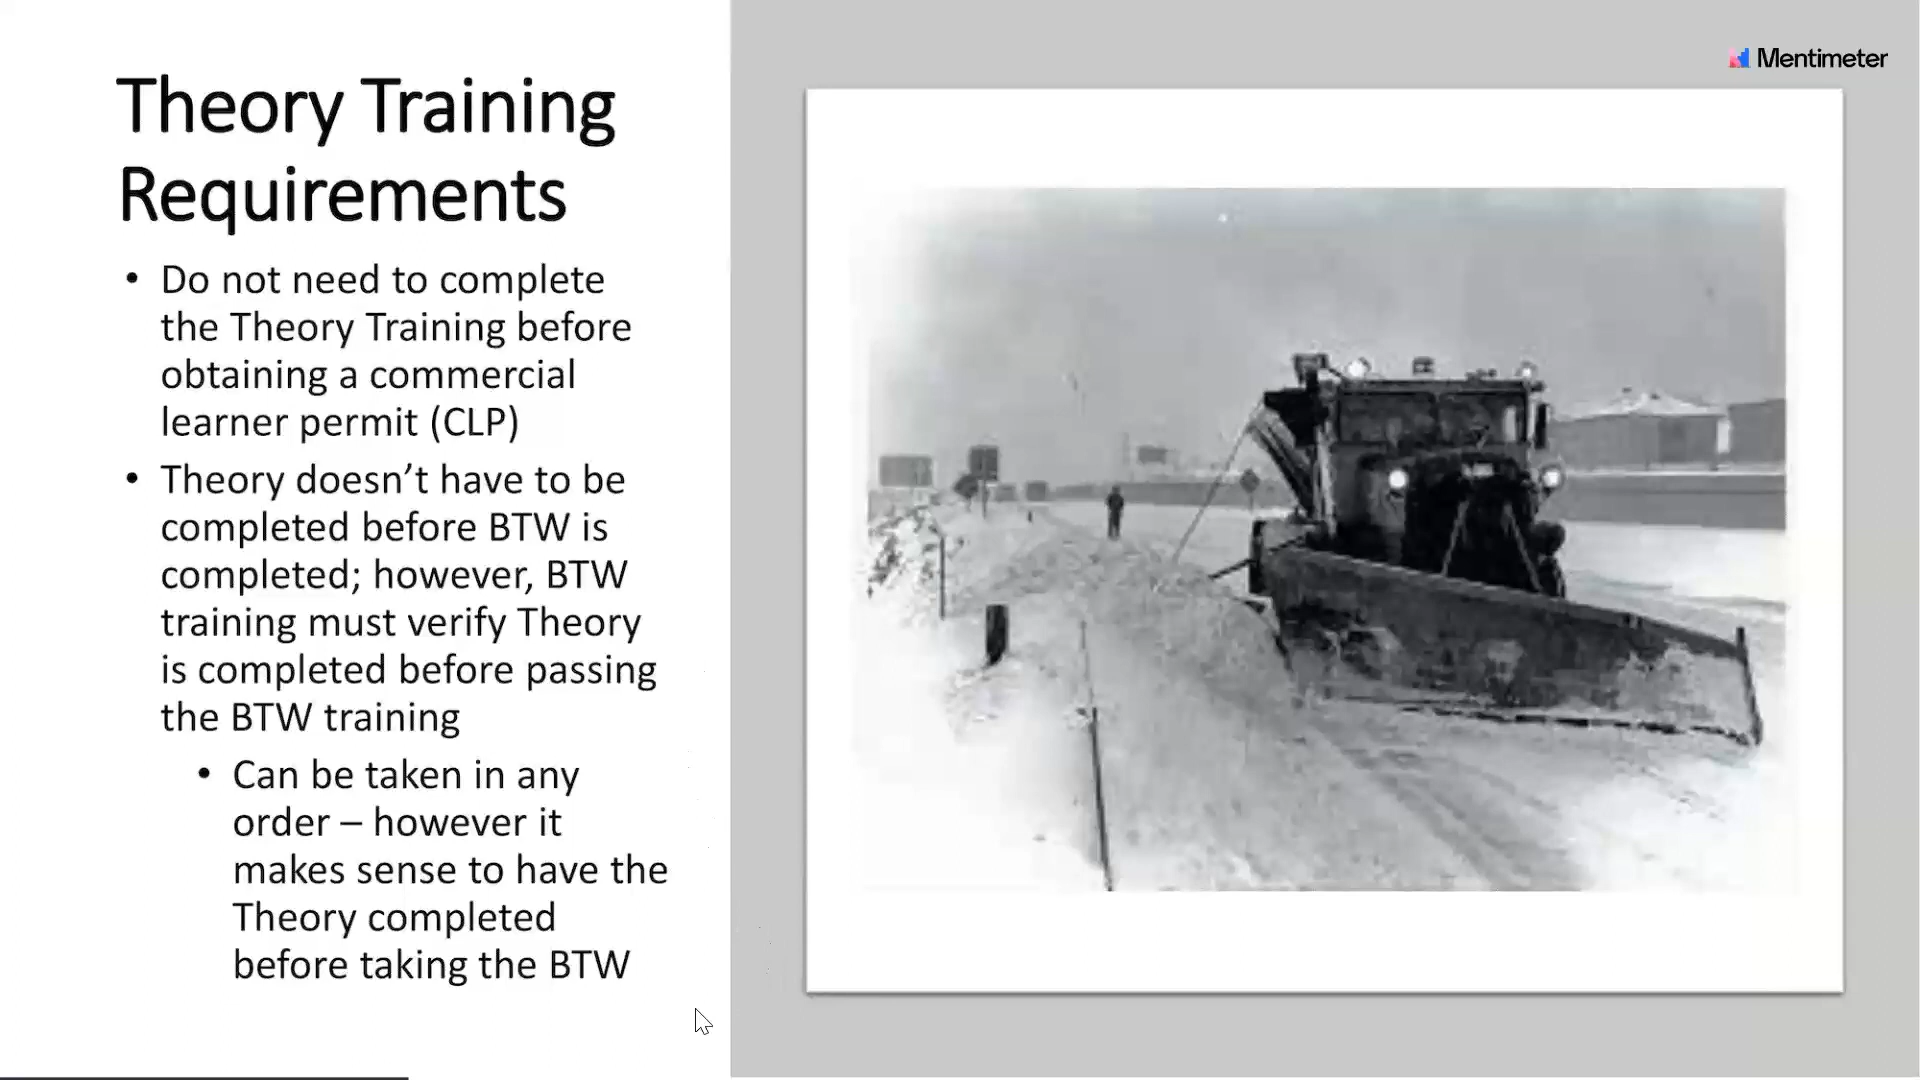 Theory Training
Requirements
• Do not need to complete
the Theory Training before
obtaining a commercial
learner permit (CLP)
• Theory doesn’t have to be
completed before BTW is
completed; however, BTW
training must verify Theory
is completed before passing
the BTW training
• Can be taken in any
order – however it
makes sense to have the
Theory completed
before taking the BTW
Mentimeter